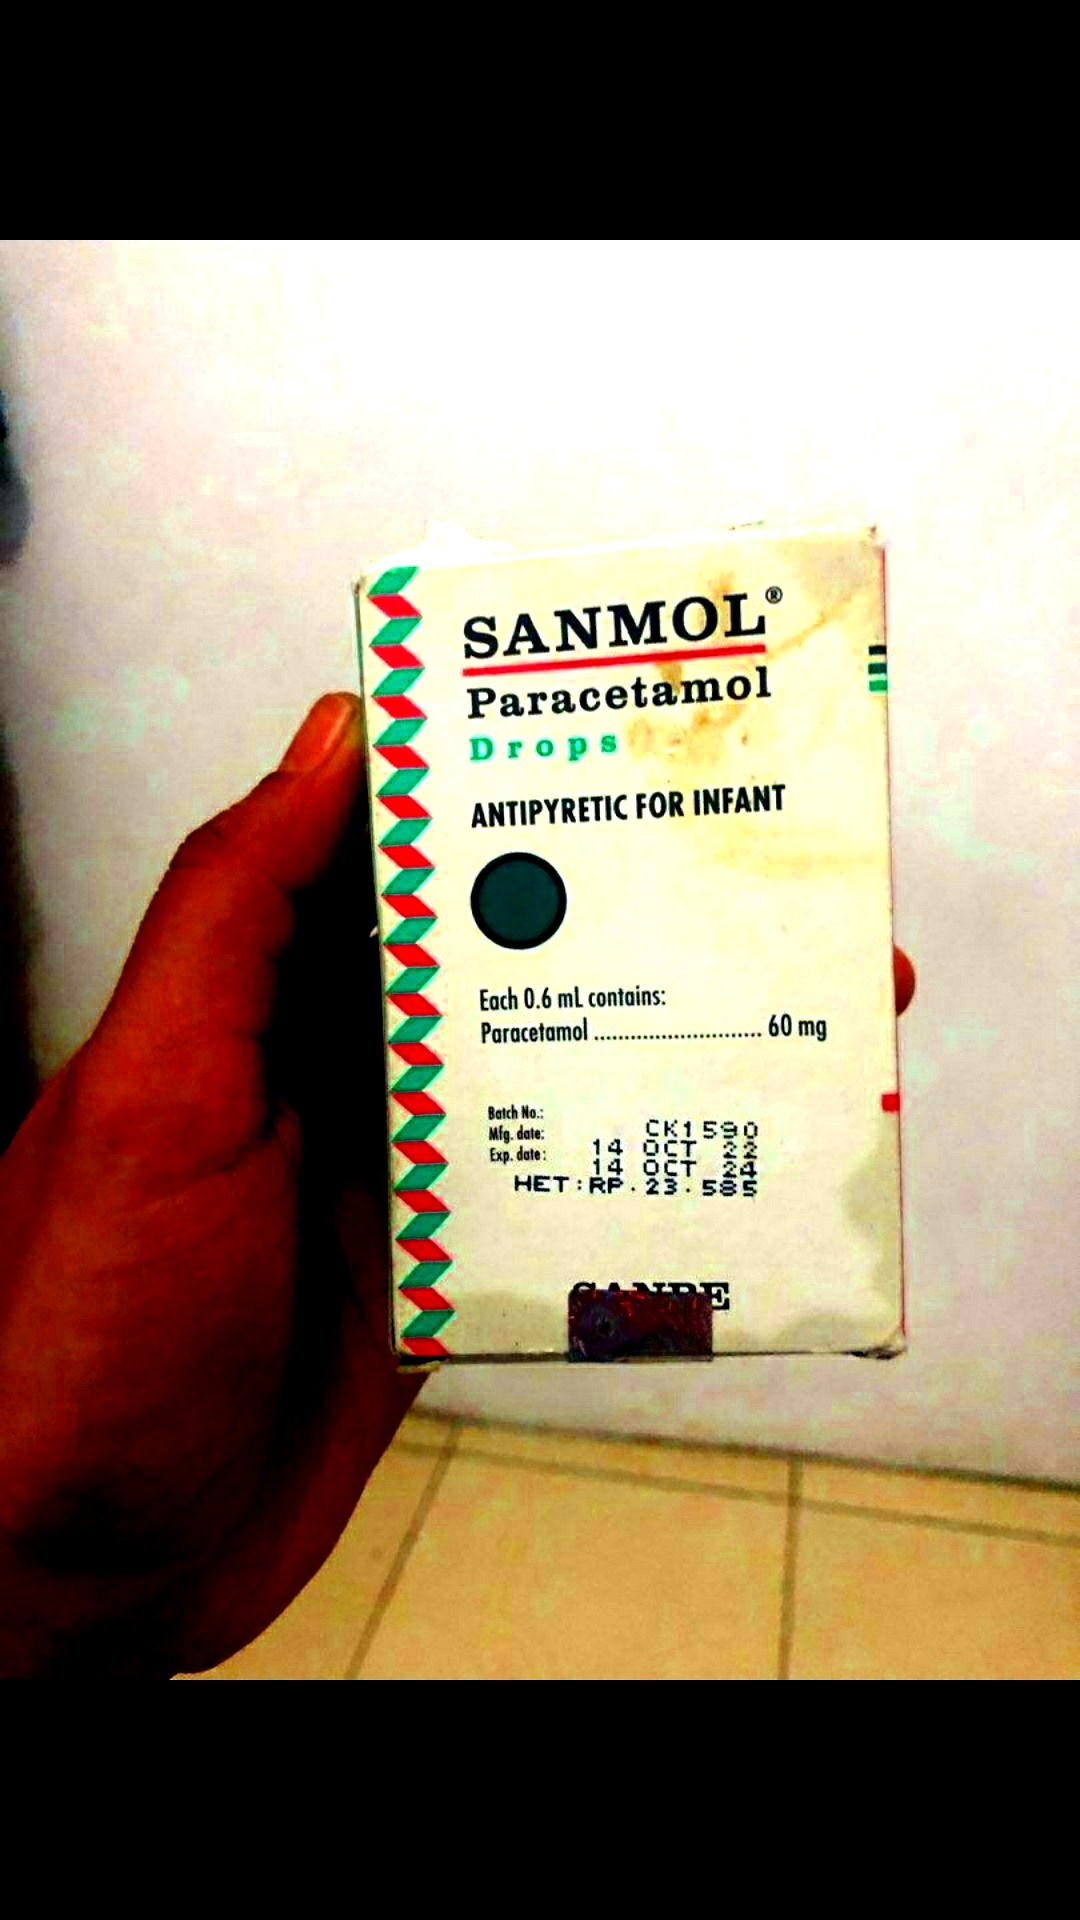 SANMOL®
Paracetamol
Drops
ANTIPYRETIC FOR INFANT
Each 0.6 mL contains:
Paracetamol ............................ 60 mg
Batch No.: CK1590
Mfg. date: 14 OCT 22
Exp. date: 14 OCT 24
HET:RP.23.585